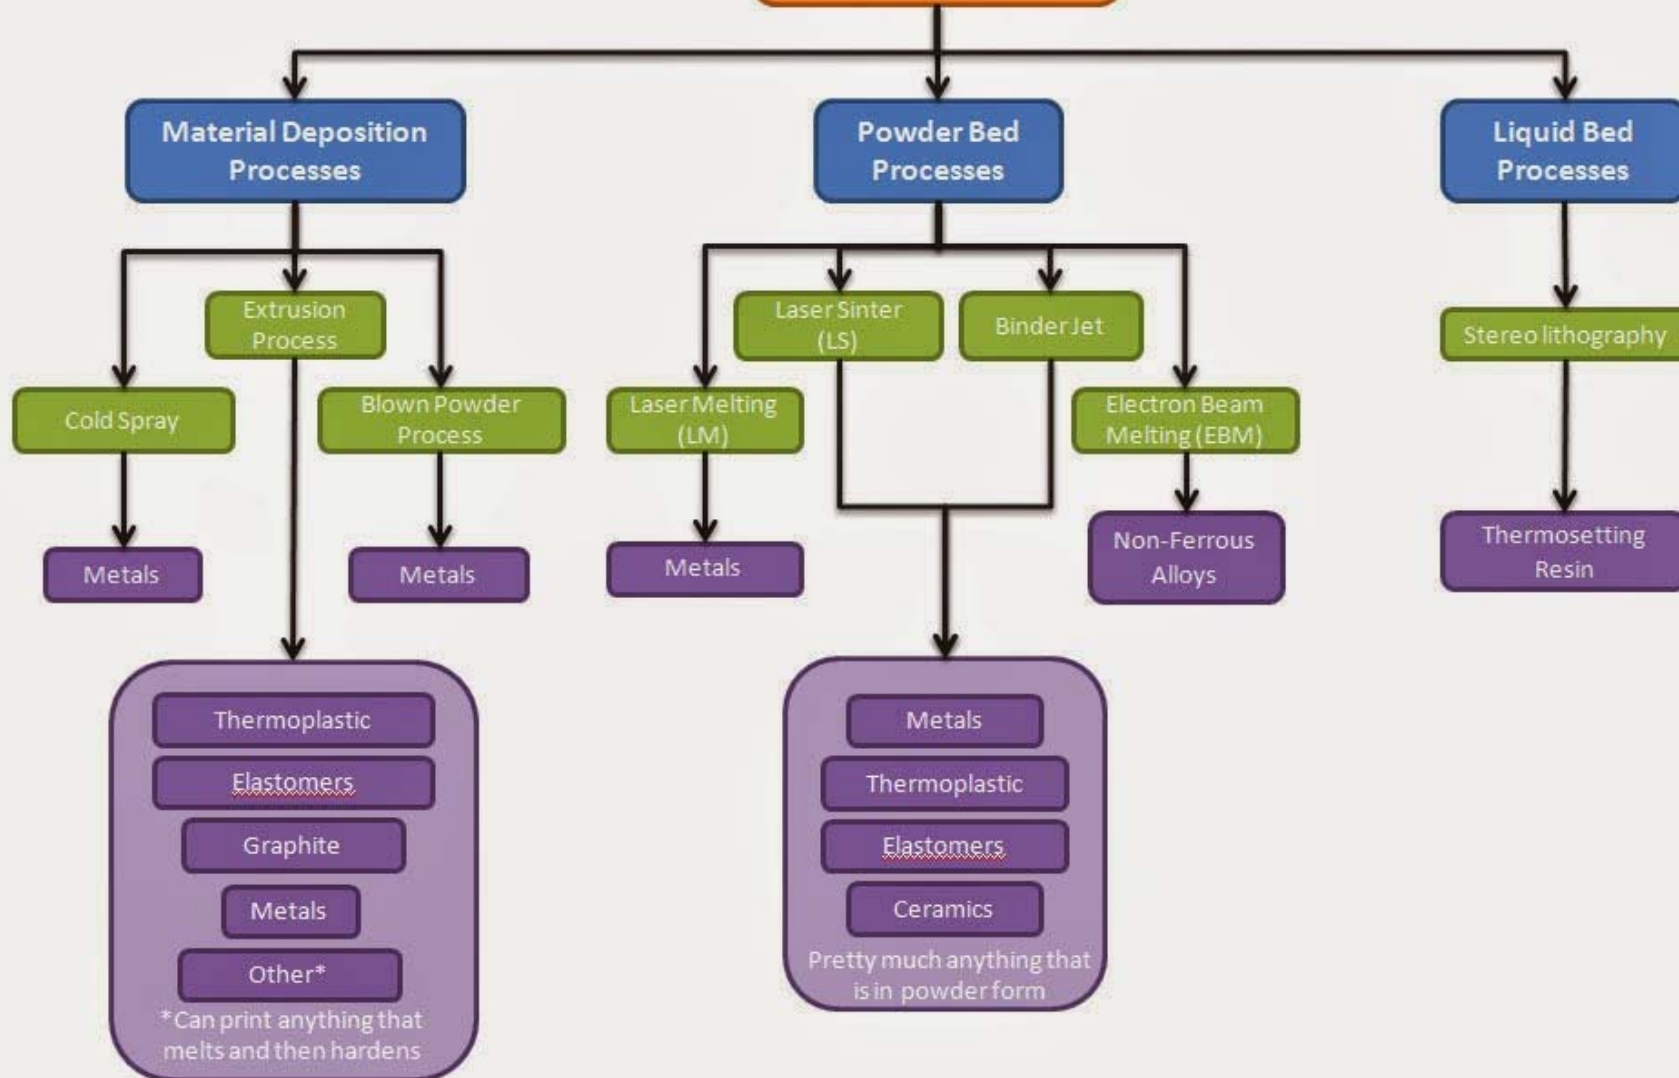 Material Deposition
Processes
Powder Bed
Processes
Liquid Bed
Processes
Extrusion
Process
Laser Sinter
(LS)
BinderJet
Stereo lithography
Cold Spray
Blown Powder
Process
Laser Melting
(LM)
Electron Beam
Melting (EBM)
Metals
Metals
Metals
Non-Ferrous
Alloys
Thermosetting
Resin
Thermoplastic
Elastomers
Graphite
Metals
Other*
*Can print anything that
melts and then hardens
Metals
Thermoplastic
Elastomers
Ceramics
Pretty much anything that
is in powder form